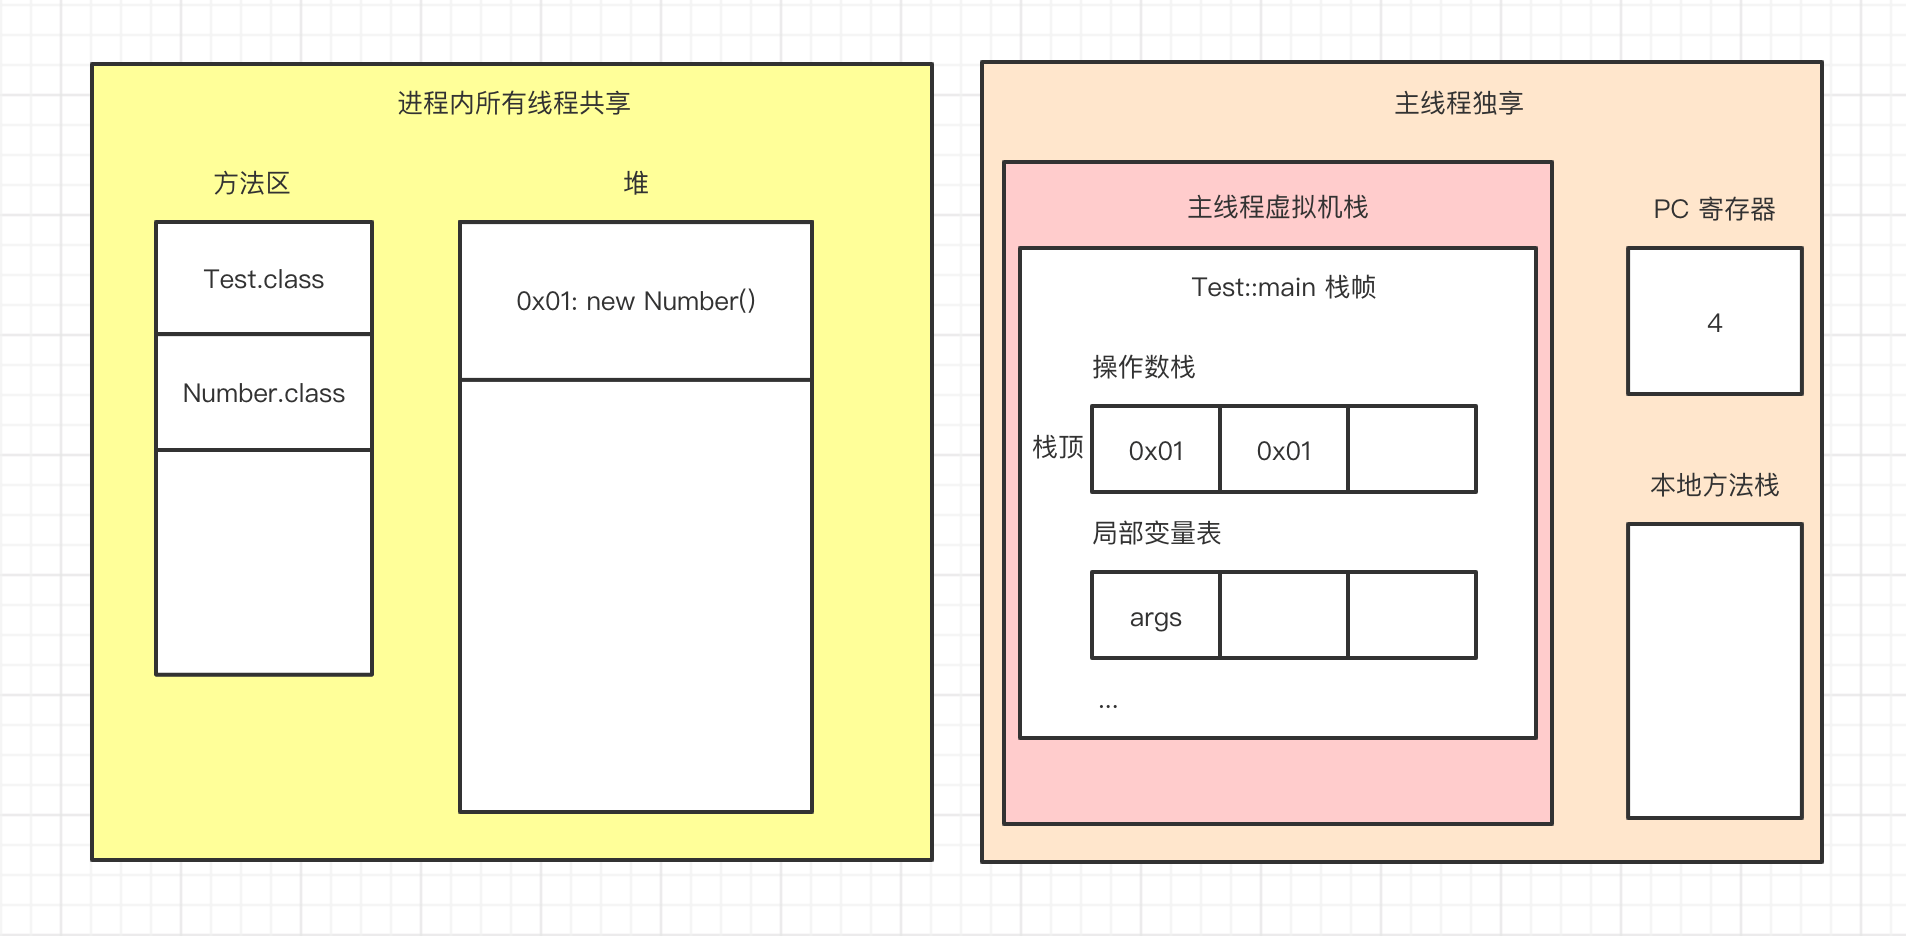 进程内所有线程共享
方法区
堆
Test.class
Number.class
0x01: new Number()
主线程独享
主线程虚拟机栈
Test::main 栈帧
操作数栈
栈顶
0x01
0x01
局部变量表
args
...
PC 寄存器
4
本地方法栈